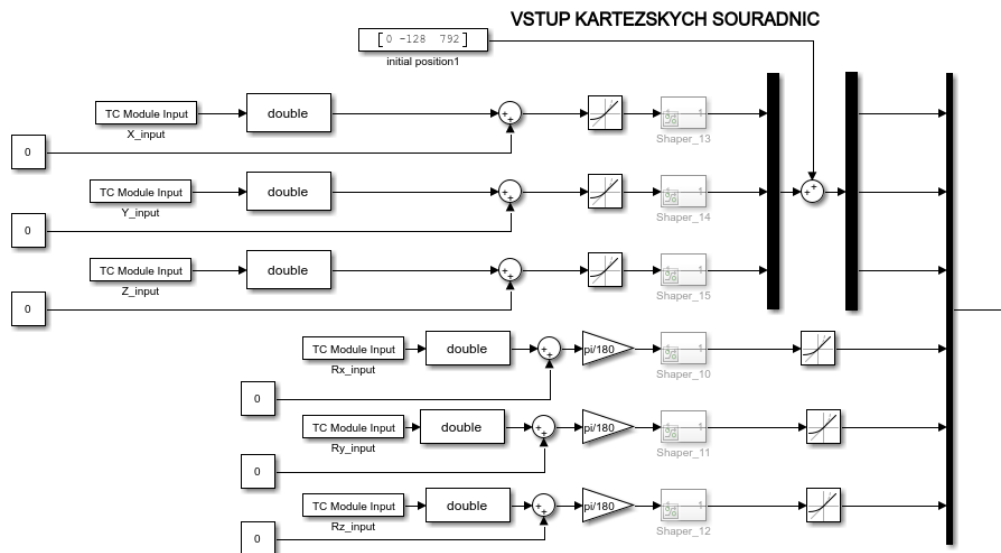 VSTUP KARTEZSKYCH SOURADNIC
[ 0 -128 792 ]
initial position1
TC Module Input
double
X_input
Shaper_13
0
TC Module Input
double
Y_input
Shaper_14
0
TC Module Input
double
Z_input
Shaper_15
0
TC Module Input
double
pi/180
Rx_input
Shaper_10
0
TC Module Input
double
pi/180
Ry_input
Shaper_11
0
TC Module Input
double
pi/180
Rz_input
Shaper_12
0